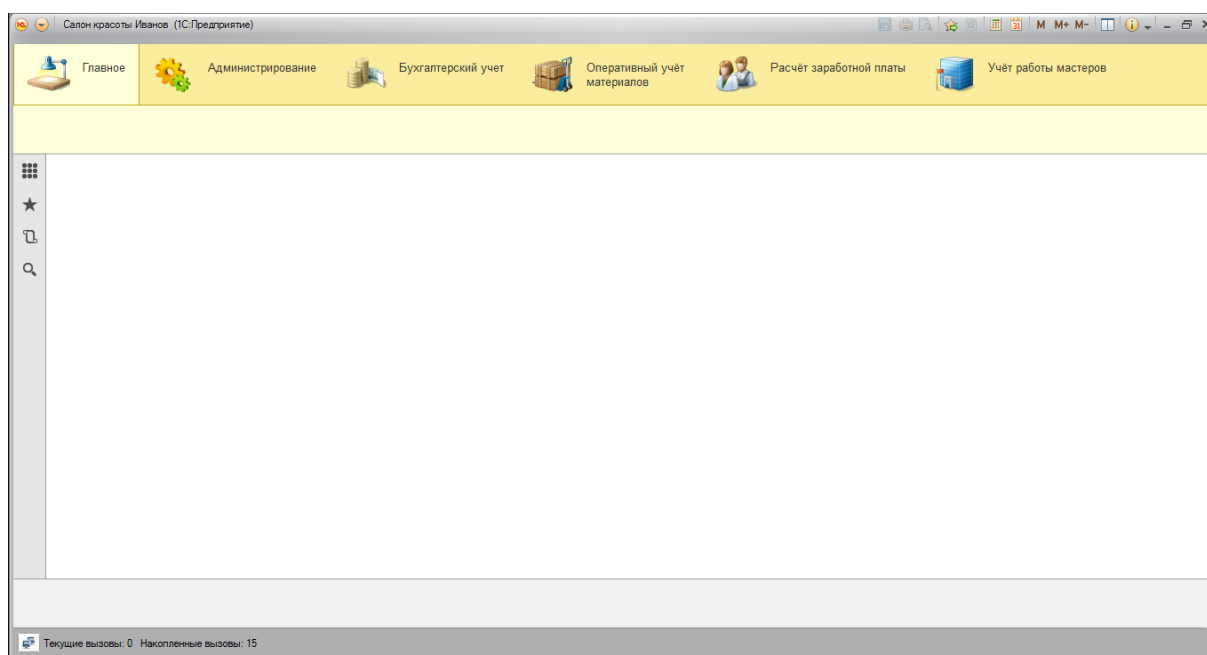 Салон красоты Иванов (1С:Предприятие)
M M+ M-
31
Главное
Администрирование
Бухгалтерский учет
Оперативный учёт
материалов
Расчёт заработной платы
Учёт работы мастеров
Текущие вызовы: 0 Накопленные вызовы: 15